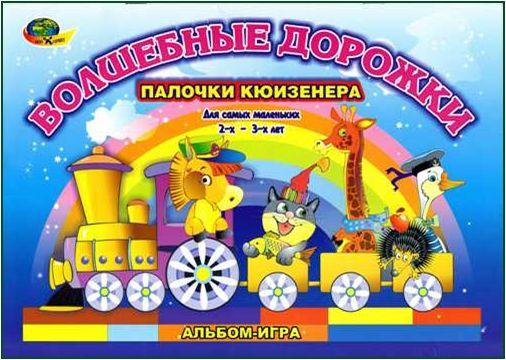 ВОЛШЕБНЫЕ ДОРОЖКИ
ПАЛОЧКИ КЮИЗЕНЕРА
Для самых маленьких
2-х - 3-х лет
АЛЬБОМ-ИГРА